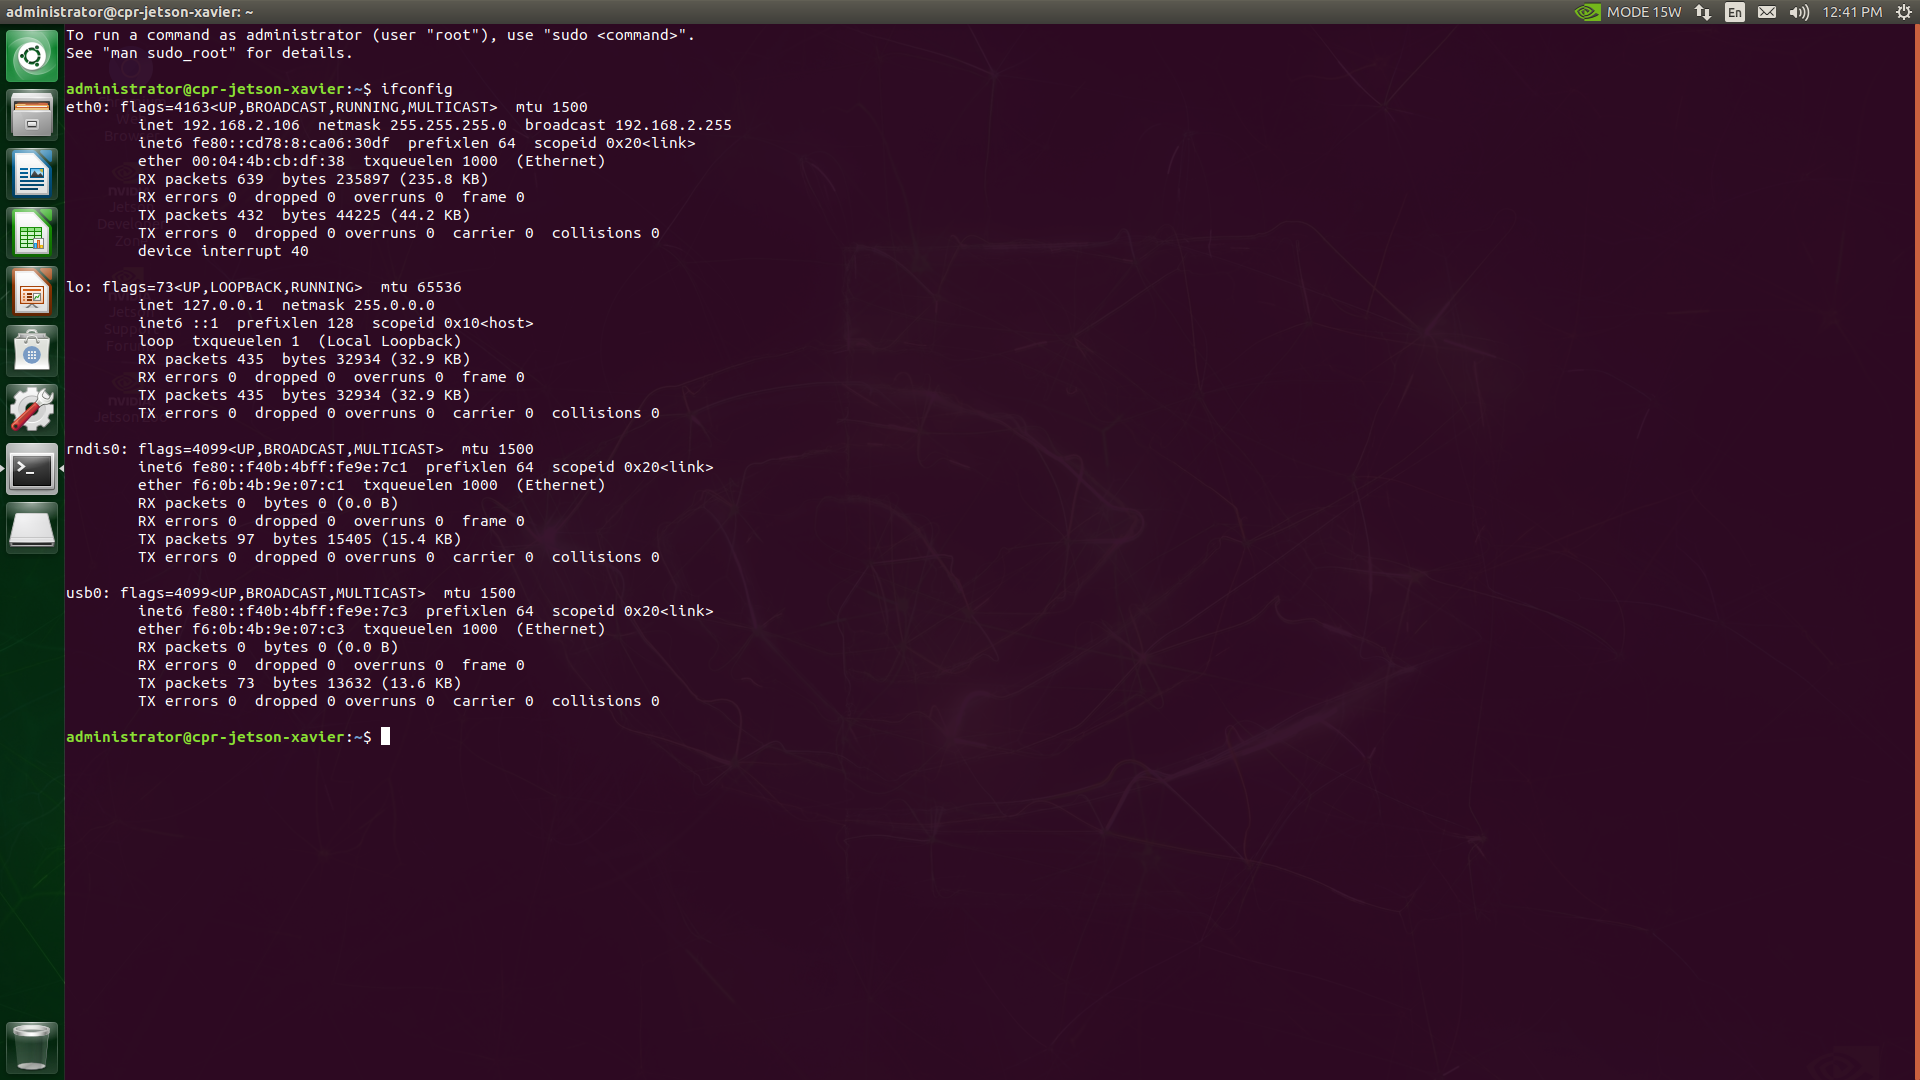 administrator@cpr-jetson-xavier: ~
MODE 15W
En
12:41 PM
To run a command as administrator (user "root"), use "sudo <command>".
See "man sudo_root" for details.
administrator@cpr-jetson-xavier:~$ ifconfig
eth0: flags=4163<UP,BROADCAST,RUNNING,MULTICAST>  mtu 1500
        inet 192.168.2.106  netmask 255.255.255.0  broadcast 192.168.2.255
        inet6 fe80::cd78:8:ca06:30df  prefixlen 64  scopeid 0x20<link>
        ether 00:04:4b:cb:df:38  txqueuelen 1000  (Ethernet)
        RX packets 639  bytes 235897 (235.8 KB)
        RX errors 0  dropped 0  overruns 0  frame 0
        TX packets 432  bytes 44225 (44.2 KB)
        TX errors 0  dropped 0 overruns 0  carrier 0  collisions 0
        device interrupt 40
lo: flags=73<UP,LOOPBACK,RUNNING>  mtu 65536
        inet 127.0.0.1  netmask 255.0.0.0
        inet6 ::1  prefixlen 128  scopeid 0x10<host>
        loop  txqueuelen 1  (Local Loopback)
        RX packets 435  bytes 32934 (32.9 KB)
        RX errors 0  dropped 0  overruns 0  frame 0
        TX packets 435  bytes 32934 (32.9 KB)
        TX errors 0  dropped 0 overruns 0  carrier 0  collisions 0
rndis0: flags=4099<UP,BROADCAST,MULTICAST>  mtu 1500
        inet6 fe80::f40b:4bff:fe9e:7c1  prefixlen 64  scopeid 0x20<link>
        ether f6:0b:4b:9e:07:c1  txqueuelen 1000  (Ethernet)
        RX packets 0  bytes 0 (0.0 B)
        RX errors 0  dropped 0  overruns 0  frame 0
        TX packets 97  bytes 15405 (15.4 KB)
        TX errors 0  dropped 0 overruns 0  carrier 0  collisions 0
usb0: flags=4099<UP,BROADCAST,MULTICAST>  mtu 1500
        inet6 fe80::f40b:4bff:fe9e:7c3  prefixlen 64  scopeid 0x20<link>
        ether f6:0b:4b:9e:07:c3  txqueuelen 1000  (Ethernet)
        RX packets 0  bytes 0 (0.0 B)
        RX errors 0  dropped 0  overruns 0  frame 0
        TX packets 73  bytes 13632 (13.6 KB)
        TX errors 0  dropped 0 overruns 0  carrier 0  collisions 0
administrator@cpr-jetson-xavier:~$